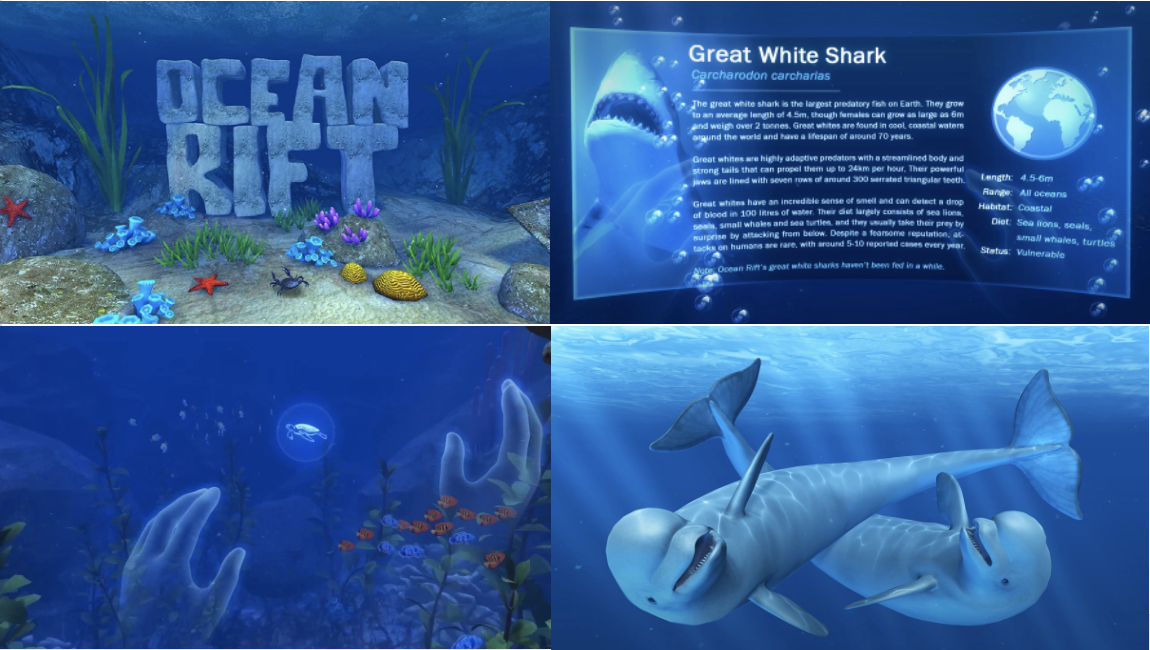 OCEAN
RIFT
Great White Shark
Carcharodon carcharias
The great white shark is the largest predatory fish on Earth. They grow
to an average length of 4.5m, though females can grow as large as 6m
and weigh over 2 tonnes. Great whites are found in cool, coastal waters
around the world and have a lifespan of around 70 years.
Great whites are highly adaptive predators with a streamlined body and
strong tails that can propel them up to 24km per hour. Their powerful
jaws are lined with seven rows of around 300 serrated triangular teeth.
Great whites have an incredible sense of smell and can detect a drop
of blood in 100 litres of water. Their diet largely consists of sea lions,
seals, small whales and sea turtles, and they usually take their prey by
surprise by attacking from below. Despite a fearsome reputation, at-
tacks on humans are rare, with around 5-10 reported cases every year.
Note: Ocean Rift's great white sharks haven't been fed in a while.
Length: 4.5-6m
Range: All oceans
Habitat: Coastal
Diet: Sea lions, seals,
small whales, turtles
Status: Vulnerable